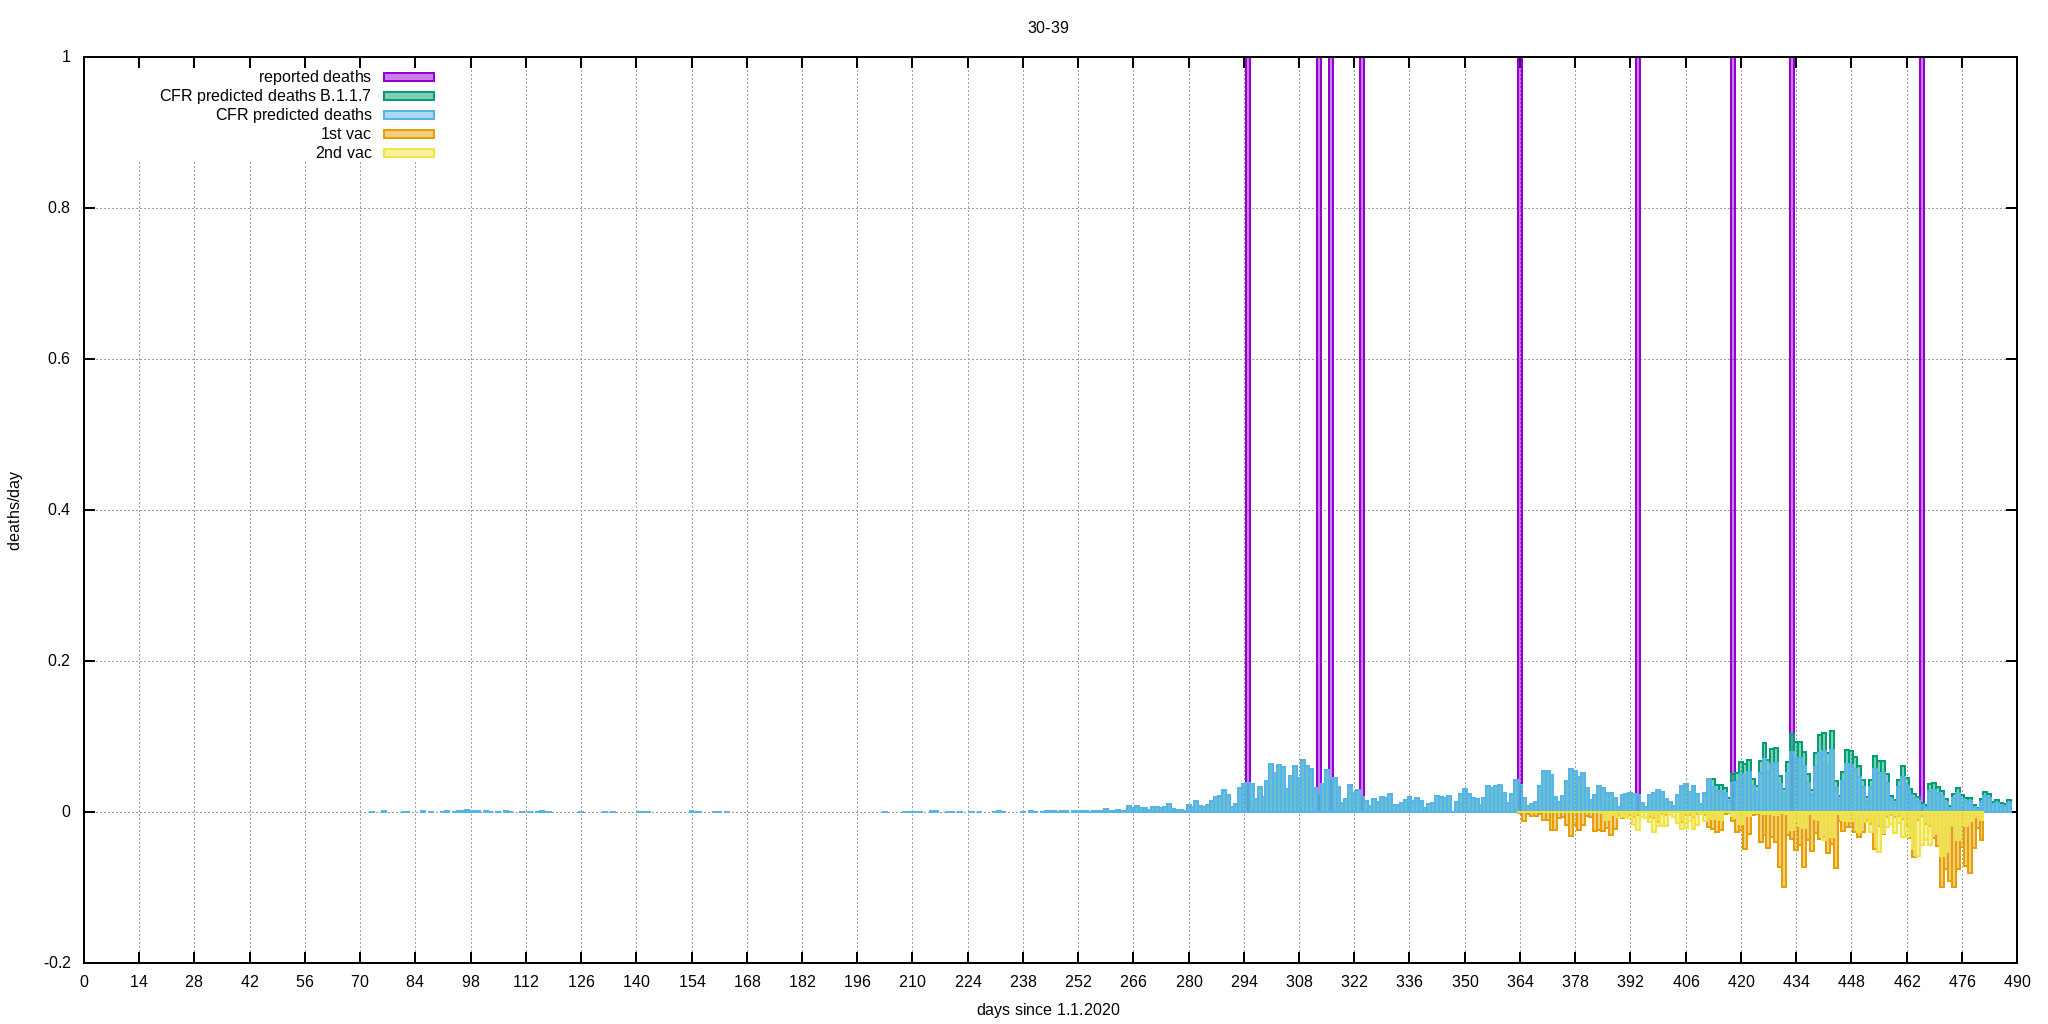 30-39
reported deaths
CFR predicted deaths B.1.1.7
CFR predicted deaths
1st vac
2nd vac
1
0.8
0.6
0.4
0.2
0
-0.2
deaths/day
0 14 28 42 56 70 84 98 112 126 140 154 168 182 196 210 224 238 252 266 280 294 308 322 336 350 364 378 392 406 420 434 448 462 476 490
days since 1.1.2020